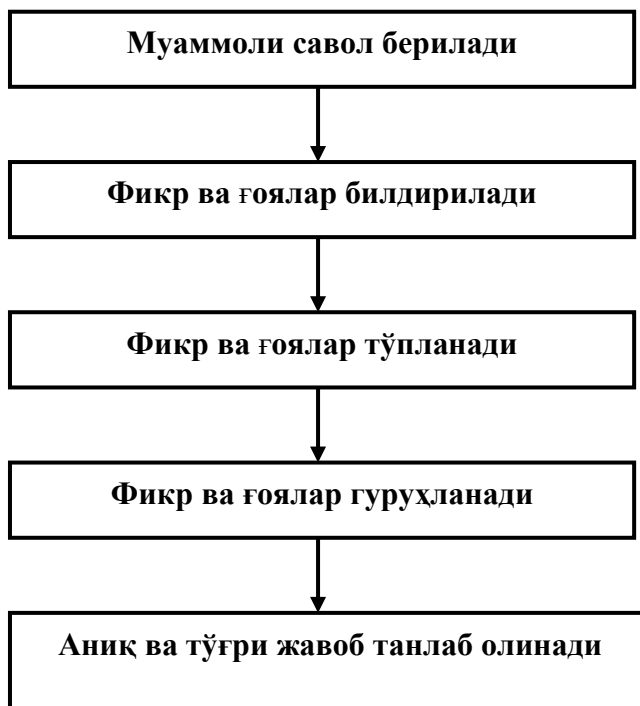 Муаммоли савол берилади
Фикр ва ғоялар билдирилади
Фикр ва ғоялар тўпланади
Фикр ва ғоялар гуруҳланади
Аниқ ва тўғри жавоб танлаб олинади